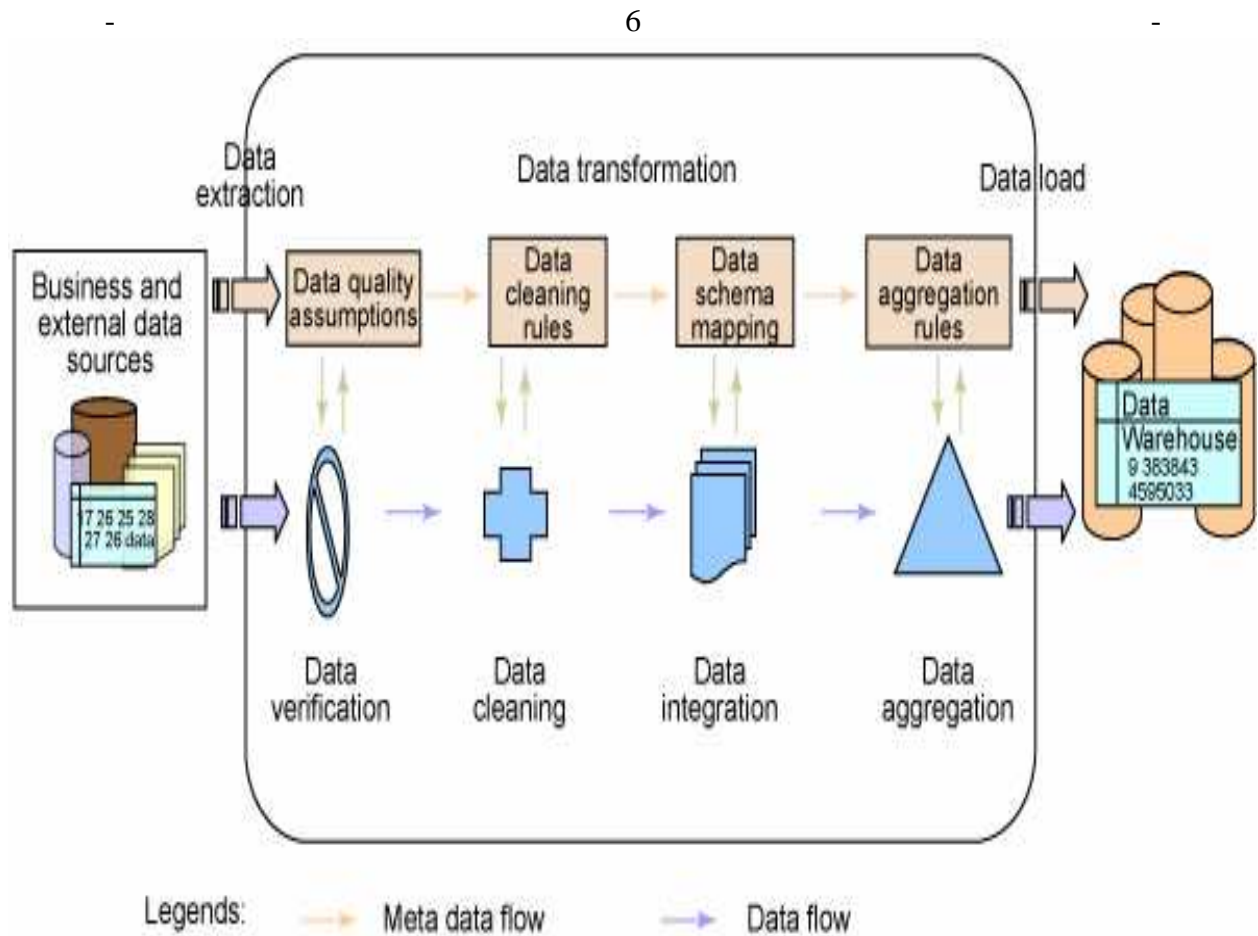 - 6 -
Data
extraction
Data transformation
Data load
Business and
external data
sources
17 26 25 28
27 26 data
Data quality
assumptions
Data
cleaning
rules
Data
schema
mapping
Data
aggregation
rules
Data
Warehouse
9 383843
4595033
Data
verification
Data
cleaning
Data
integration
Data
aggregation
Legends:
Meta data flow
Data flow